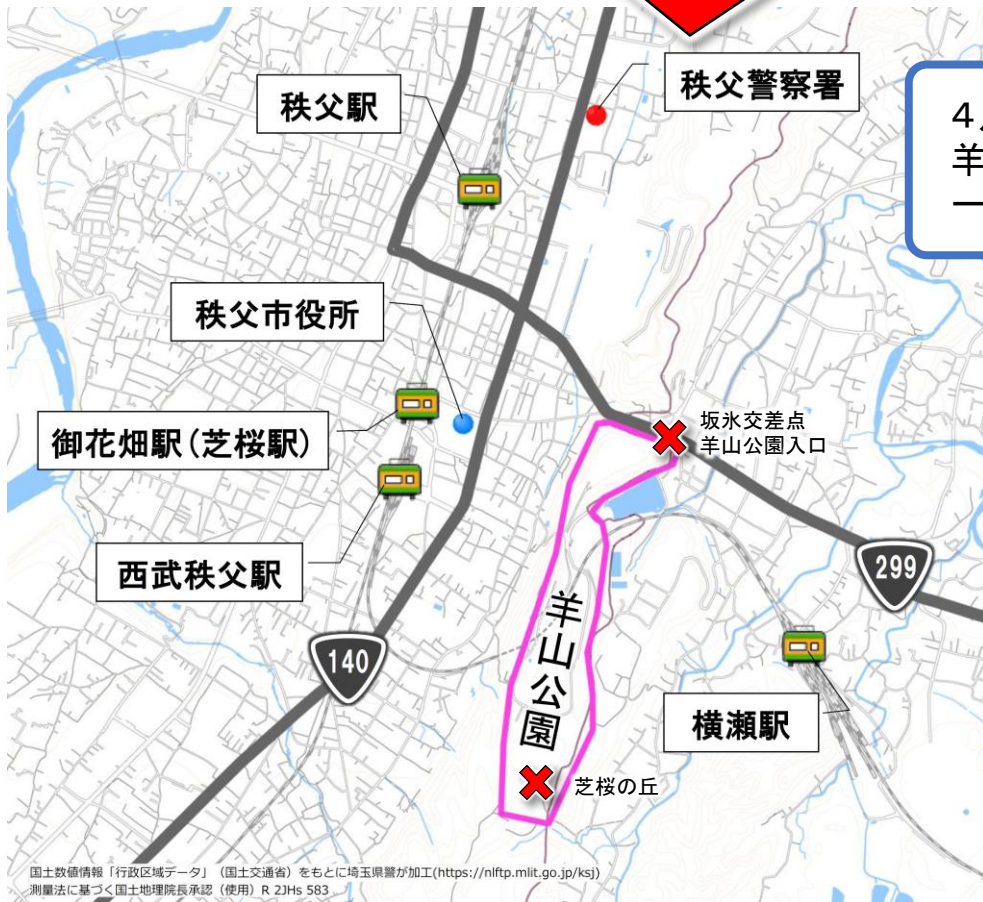 秩父駅
秩父警察署
4
羊
一
秩父市役所
御花畑駅(芝桜駅)
西武秩父駅
坂氷交差点
羊山公園入口
299
140
羊山公園
横瀬駅
芝桜の丘
国土数値情報「行政区域データ」(国土交通省)をもとに埼玉県警が加工(https://nlftp.mlit.go.jp/ksj)
測量法に基づく国土地理院長承認(使用)R 2JHs 583